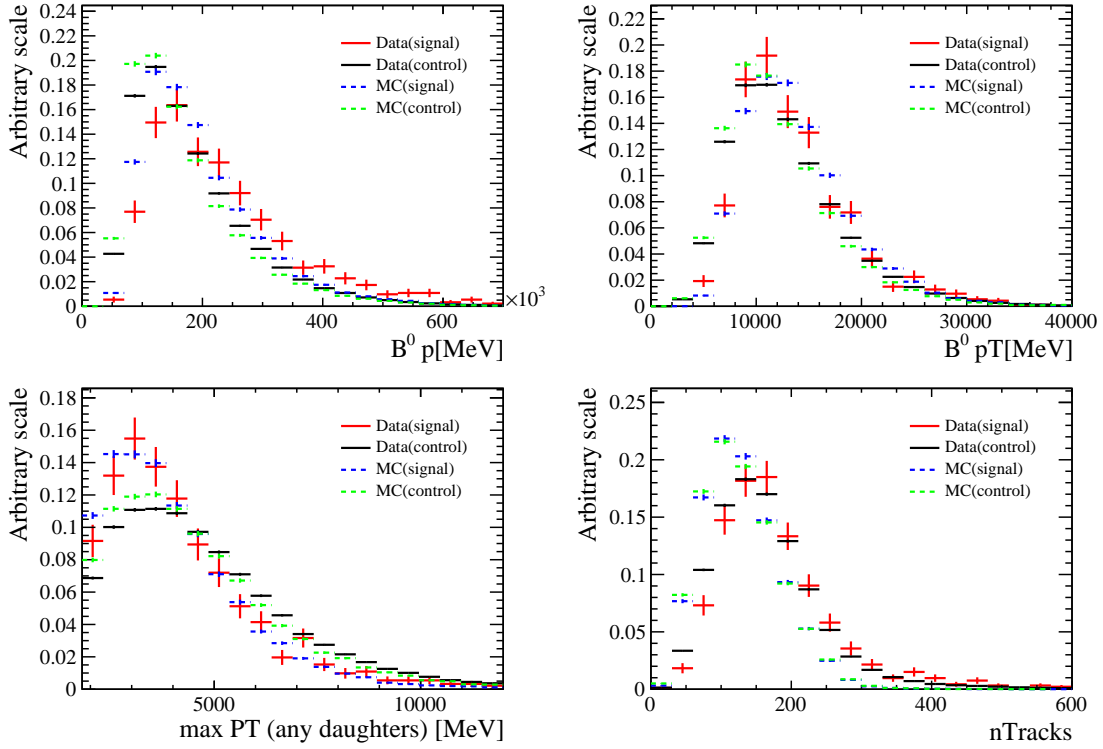 Arbitrary scale
0.24
0.22
0.2
0.18
0.16
0.14
0.12
0.1
0.08
0.06
0.04
0.02
0
Data(signal)
Data(control)
MC(signal)
MC(control)
0 200 400 600
×10³
B⁰ p[MeV]
Arbitrary scale
0.22
0.2
0.18
0.16
0.14
0.12
0.1
0.08
0.06
0.04
0.02
0
Data(signal)
Data(control)
MC(signal)
MC(control)
0 10000 20000 30000 40000
B⁰ pT[MeV]
Arbitrary scale
0.18
0.16
0.14
0.12
0.1
0.08
0.06
0.04
0.02
0
Data(signal)
Data(control)
MC(signal)
MC(control)
5000 10000
max PT (any daughters) [MeV]
Arbitrary scale
0.25
0.2
0.15
0.1
0.05
0
Data(signal)
Data(control)
MC(signal)
MC(control)
0 200 400 600
nTracks